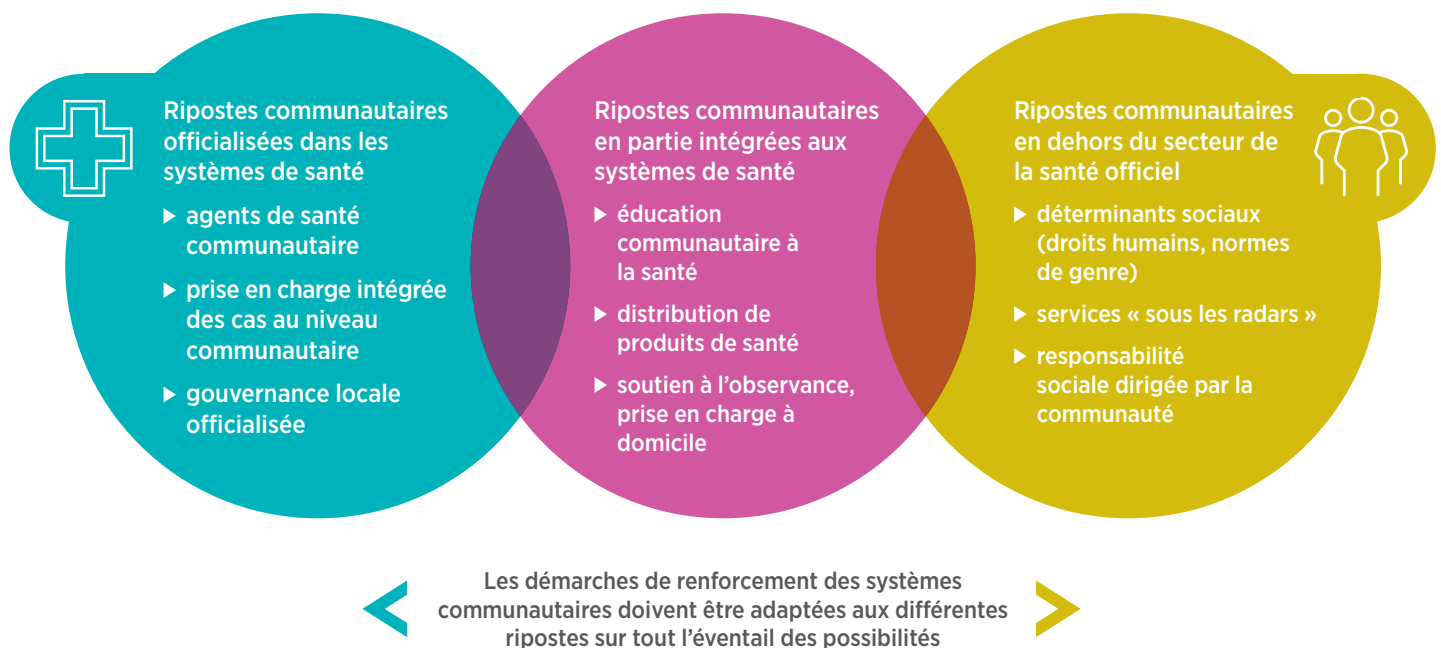 Ripostes communautaires
officialisées dans les
systèmes de santé
▶ agents de santé
communautaire
▶ prise en charge intégrée
des cas au niveau
communautaire
▶ gouvernance locale
officialisée
Ripostes communautaires
en partie intégrées aux
systèmes de santé
▶ éducation
communautaire à
la santé
▶ distribution de
produits de santé
▶ soutien à l’observance,
prise en charge à
domicile
Ripostes communautaires
en dehors du secteur de
la santé officiel
▶ déterminants sociaux
(droits humains, normes
de genre)
▶ services « sous les radars »
▶ responsabilité
sociale dirigée par la
communauté
Les démarches de renforcement des systèmes
communautaires doivent être adaptées aux différentes
ripostes sur tout l’éventail des possibilités